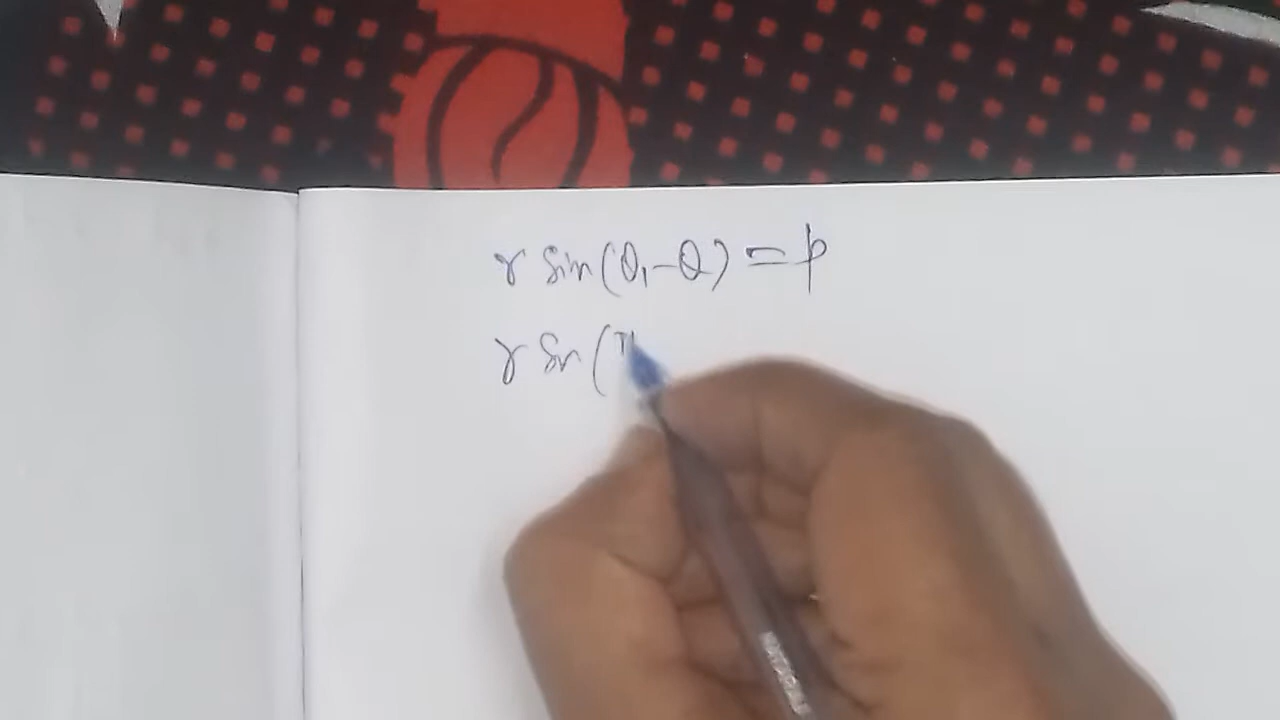 r sin(θ₁-θ) = p
r sin (π